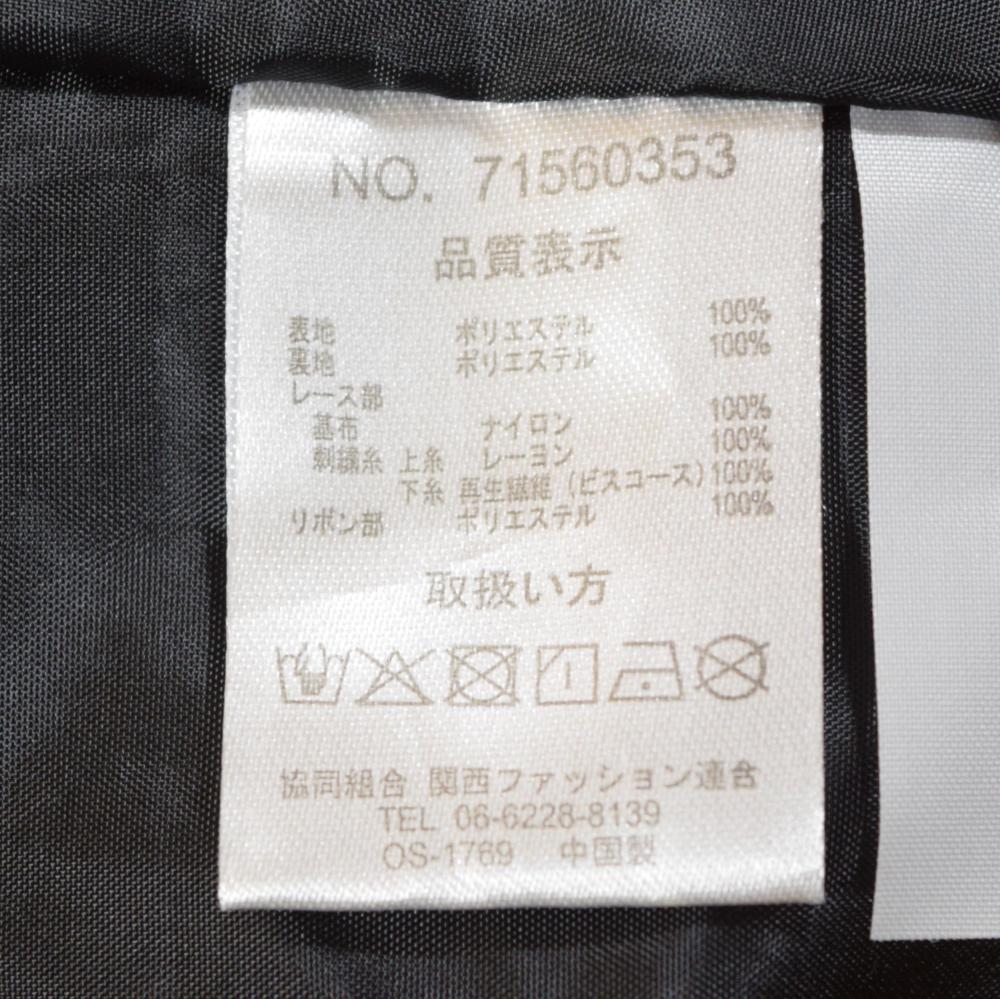 NO. 71560353
品質表示
表地 ポリエステル 100%
裏地 ポリエステル 100%
レース部
基布 ナイロン 100%
刺繍糸 上糸 レーヨン 100%
下糸 再生繊維(ビスコース) 100%
リボン部 ポリエステル 100%
取扱い方
協同組合 関西ファッション連合
TEL 06-6228-8139
OS-1769 中国製